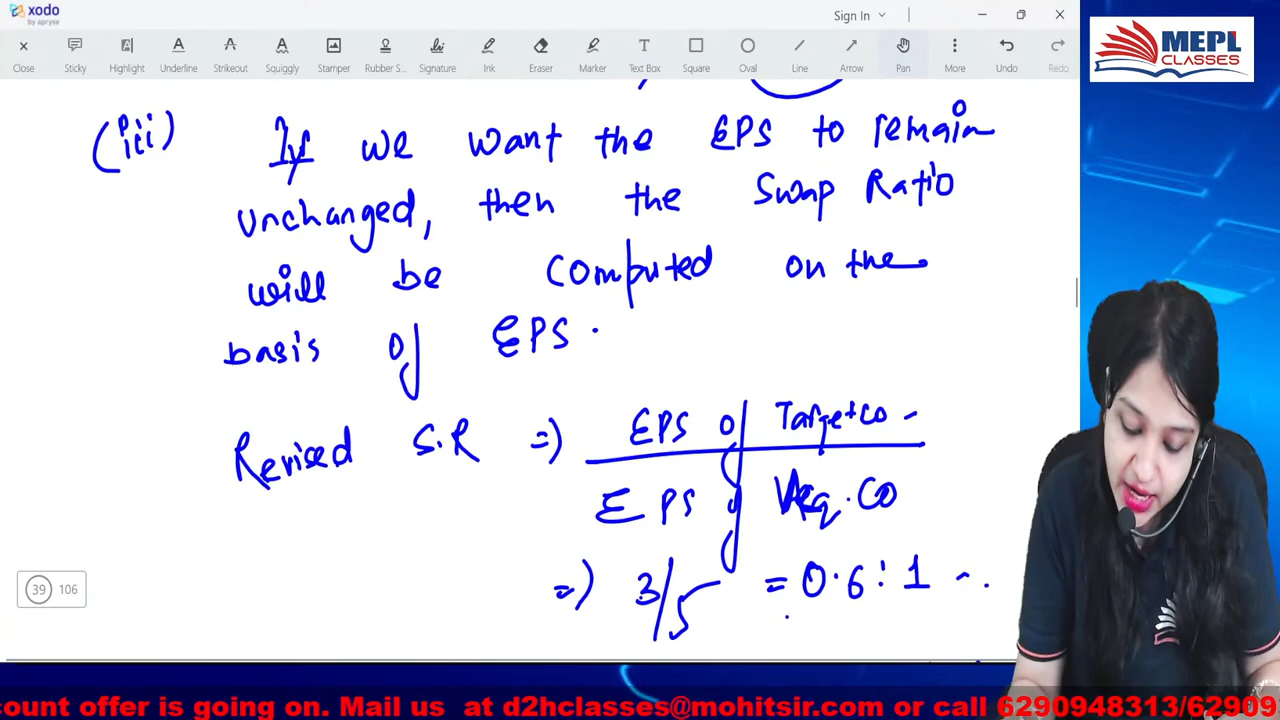 xodo
by apryse
Sign In
Close
Sticky
Highlight
Underline
Strikeout
Squiggly
Stamper
Rubber S
Signature
Pencil
Eraser
Marker
Text Box
Square
Oval
Line
Arrow
Pan
More
Undo
Redo
MEPL
CLASSES
(iii) If we want the EPS to remain
unchanged, then the Swap Ratio
will be computed on the
basis of EPS.
Revised S.R => EPS of Target Co
EPS of Acq. Co
=> 3/5 = 0.6:1
39 106
count offer is going on. Mail us at d2hclasses@mohitsir.com or call 6290948313/62909